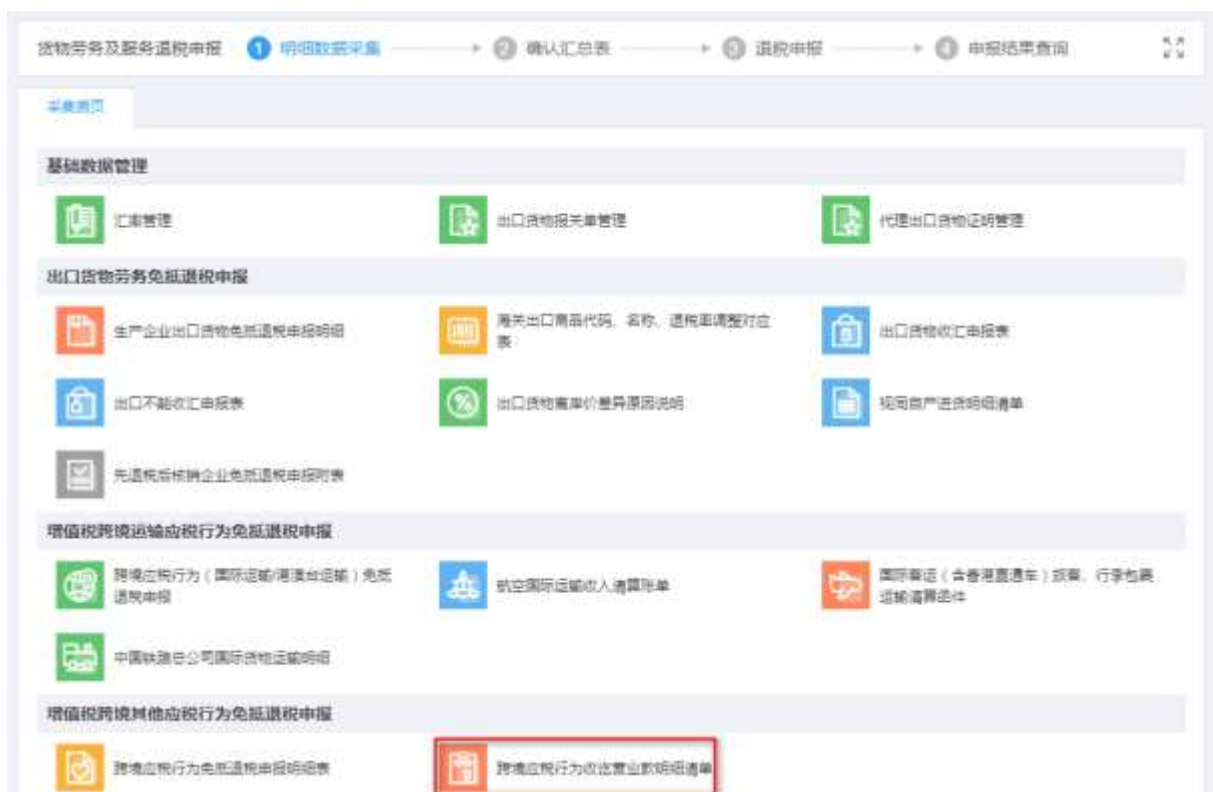 货物劳务及服务退税申报 1 明细数据采集 2 确认汇总表 3 退税申报 4 申报结果查询
采集首页
基础数据管理
汇率管理 出口货物报关单管理 代理出口货物证明管理
出口货物劳务免抵退税申报
生产企业出口货物免抵退税申报明细 海关出口商品代码、名称、退税率调整对应 出口货物收汇申报表
表
出口不能收汇申报表 出口货物离岸价差异原因说明 视同自产进货明细清单
先退税后核销企业免抵退税申报附表
增值税跨境运输应税行为免抵退税申报
跨境应税行为（国际运输/港澳台运输）免抵 航空国际运输收入清算账单 国际客运（含香港直通车）旅客、行李包裹
退税申报 运输清算函件
中国铁路总公司国际货物运输明细
增值税跨境其他应税行为免抵退税申报
跨境应税行为免抵退税申报明细表 跨境应税行为收讫营业款明细清单